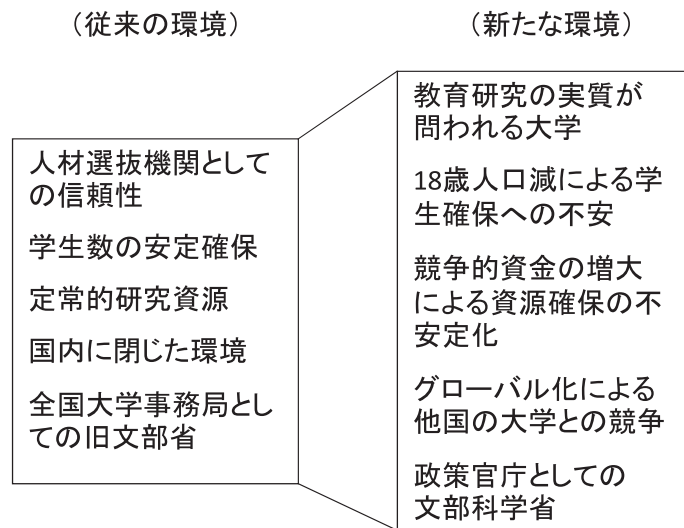 （従来の環境）
（新たな環境）
人材選抜機関として
の信頼性
学生数の安定確保
定常的研究資源
国内に閉じた環境
全国大学事務局とし
ての旧文部省
教育研究の実質が
問われる大学
18歳人口減による学
生確保への不安
競争的資金の増大
による資源確保の不
安定化
グローバル化による
他国の大学との競争
政策官庁としての
文部科学省